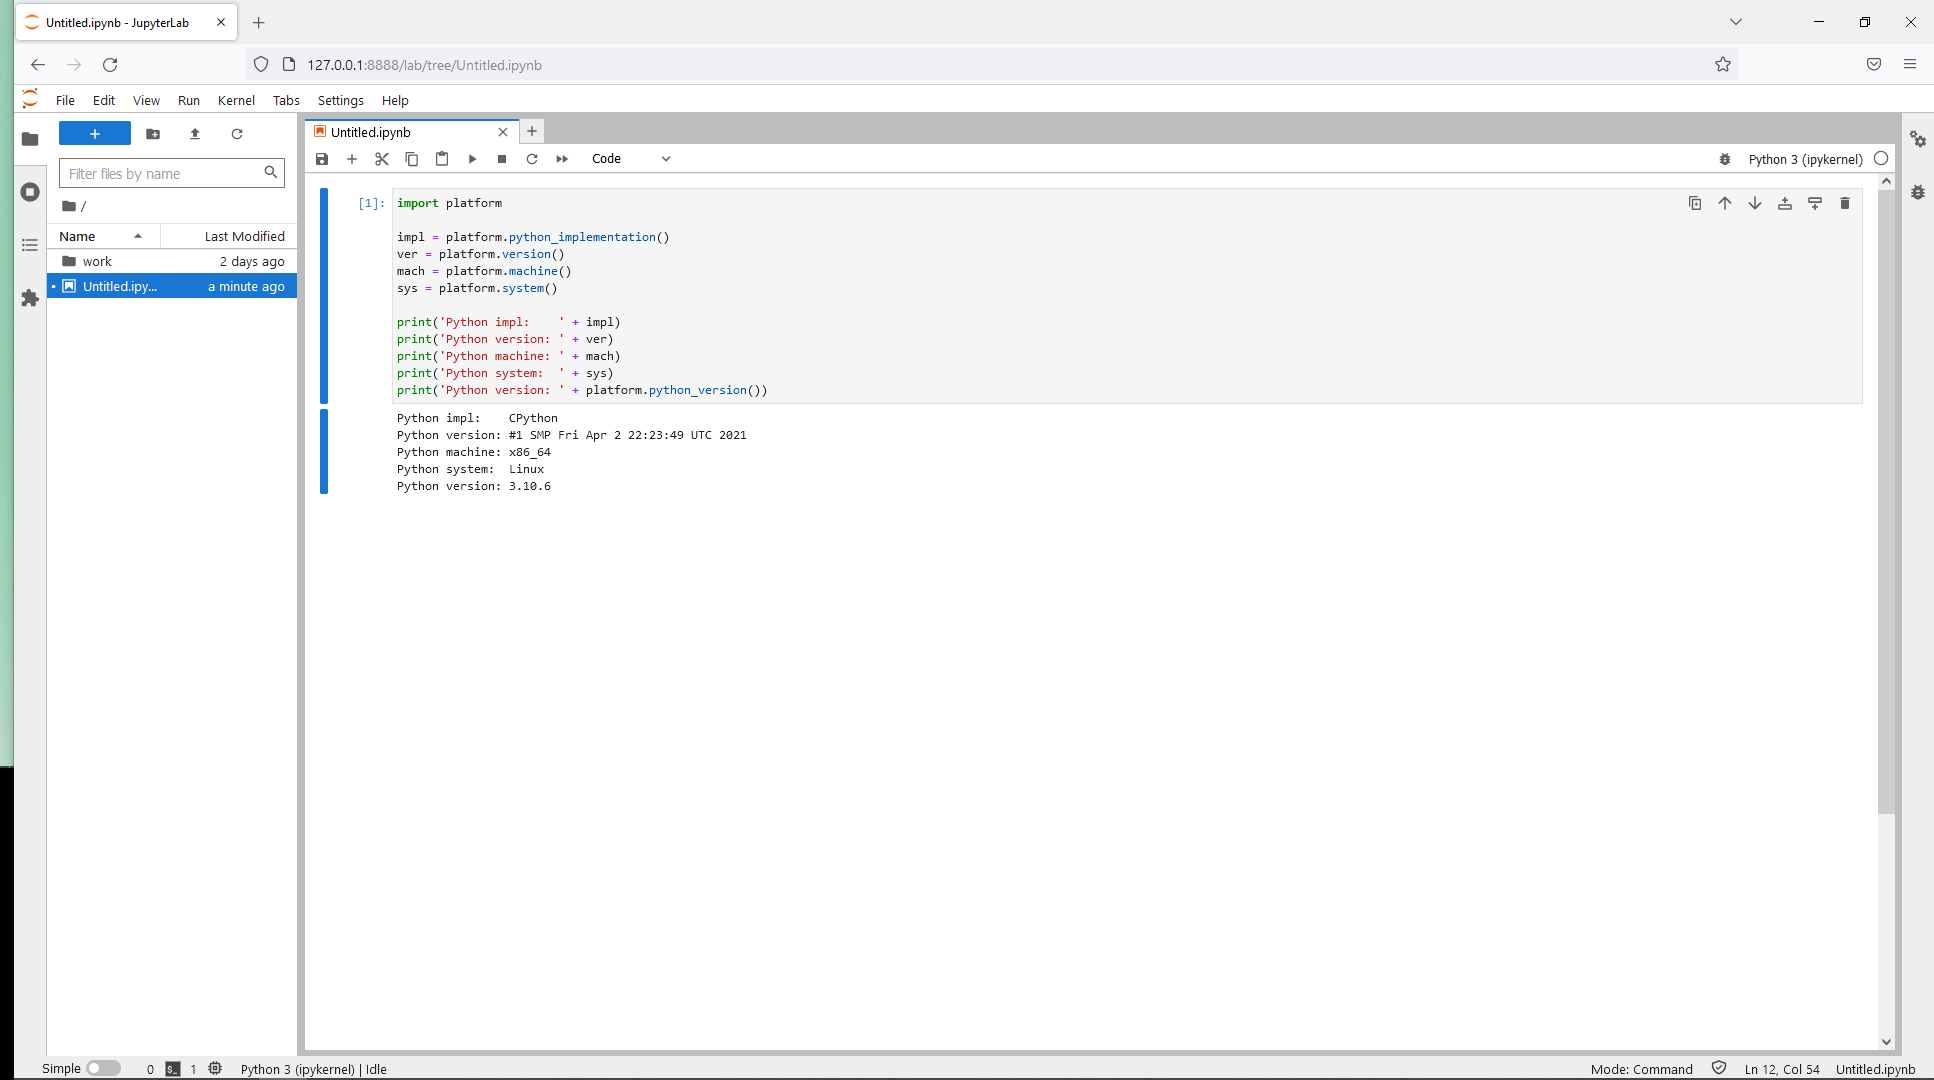 Untitled.ipynb - JupyterLab
127.0.0.1:8888/lab/tree/Untitled.ipynb
File Edit View Run Kernel Tabs Settings Help
Filter files by name
/
Name Last Modified
work 2 days ago
Untitled.ipy... a minute ago
Untitled.ipynb
Code
Python 3 (ipykernel)
[1]: import platform
impl = platform.python_implementation()
ver = platform.version()
mach = platform.machine()
sys = platform.system()
print('Python impl:    ' + impl)
print('Python version: ' + ver)
print('Python machine: ' + mach)
print('Python system:  ' + sys)
print('Python version: ' + platform.python_version())
Python impl:    CPython
Python version: #1 SMP Fri Apr 2 22:23:49 UTC 2021
Python machine: x86_64
Python system:  Linux
Python version: 3.10.6
Simple 0 $_ 1 Python 3 (ipykernel) | Idle Mode: Command Ln 12, Col 54 Untitled.ipynb